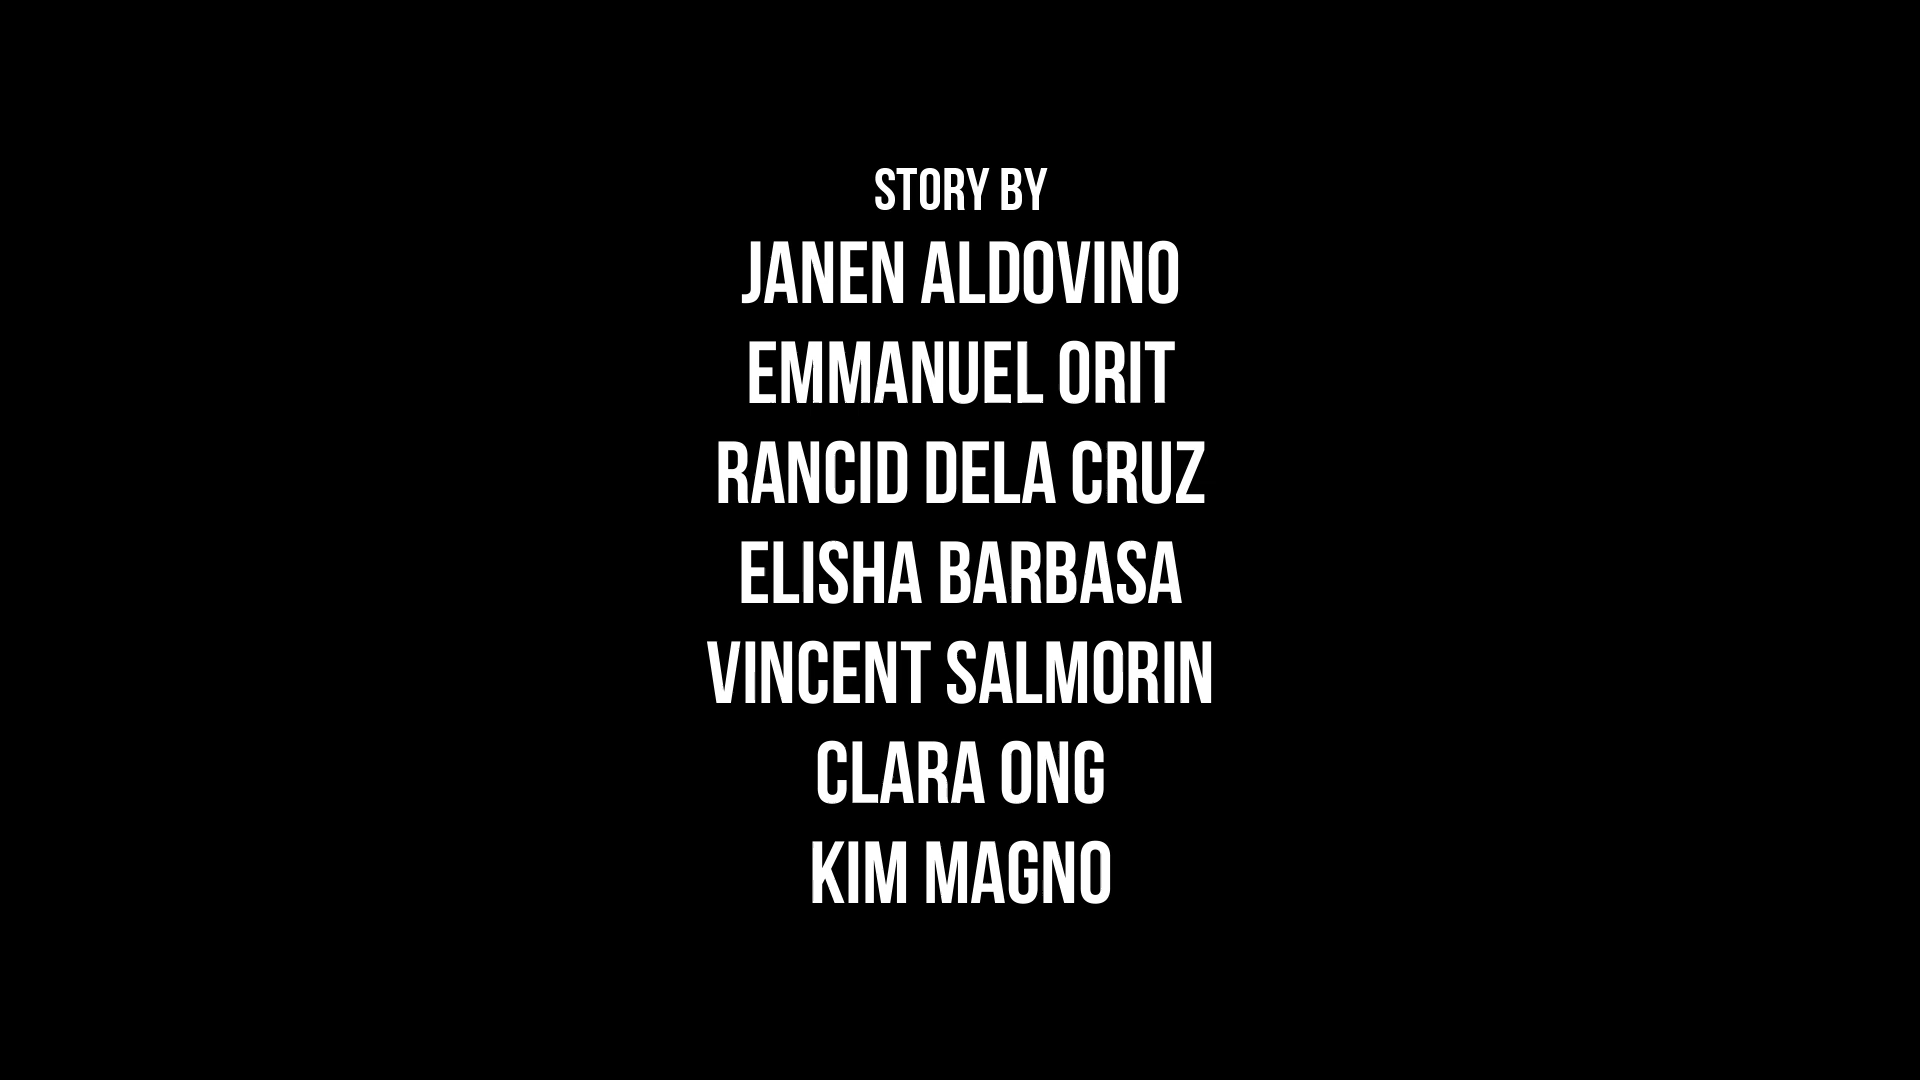 STORY BY
JANEN ALDOVINO
EMMANUEL ORIT
RANCID DELA CRUZ
ELISHA BARBASA
VINCENT SALMORIN
CLARA ONG
KIM MAGNO